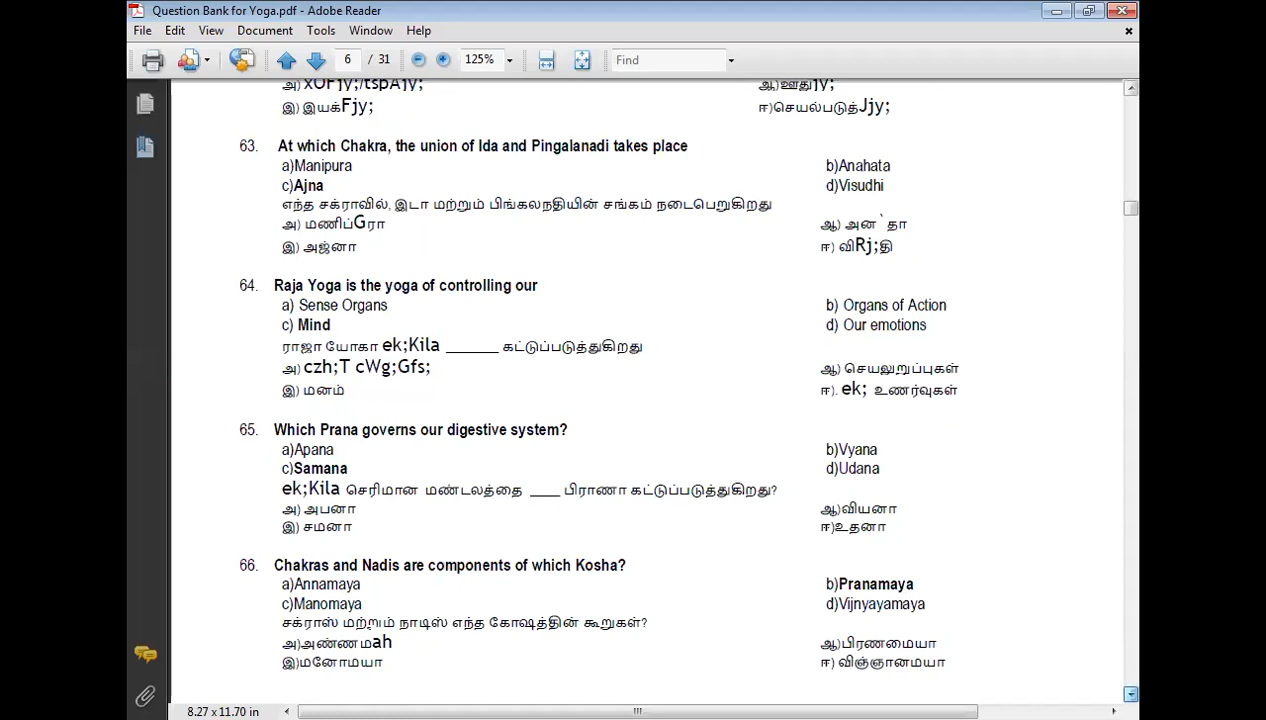 Question Bank for Yoga.pdf - Adobe Reader
File Edit View Document Tools Window Help
6 / 31 125% Find
அ) xOFjy;/tspAjy; ஆ)ஊதுjy;
இ) இயக்Fjy; ஈ)செயல்படுத்Jjy;
63. At which Chakra, the union of Ida and Pingalanadi takes place
a)Manipura b)Anahata
c)Ajna d)Visudhi
எந்த சக்ராவில், இடா மற்றும் பிங்கலநதியின் சங்கம் நடைபெறுகிறது
அ) மணிப்Gரா ஆ) அன`தா
இ) அஜ்னா ஈ) விRj;தி
64. Raja Yoga is the yoga of controlling our
a) Sense Organs b) Organs of Action
c) Mind d) Our emotions
ராஜா யோகா ek;Kila _______ கட்டுப்படுத்துகிறது
அ) czh;T cWg;Gfs; ஆ) செயலுறுப்புகள்
இ) மனம் ஈ). ek; உணர்வுகள்
65. Which Prana governs our digestive system?
a)Apana b)Vyana
c)Samana d)Udana
ek;Kila செரிமான மண்டலத்தை ____ பிராணா கட்டுப்படுத்துகிறது?
அ) அபனா ஆ)வியனா
இ) சமனா ஈ)உதனா
66. Chakras and Nadis are components of which Kosha?
a)Annamaya b)Pranamaya
c)Manomaya d)Vijnyayamaya
சக்ராஸ் மற்றும் நாடிஸ் எந்த கோஷத்தின் கூறுகள்?
அ)அண்ணமah ஆ)பிரணமையா
இ)மனோமயா ஈ) விஞ்ஞானமயா
8.27 x 11.70 in